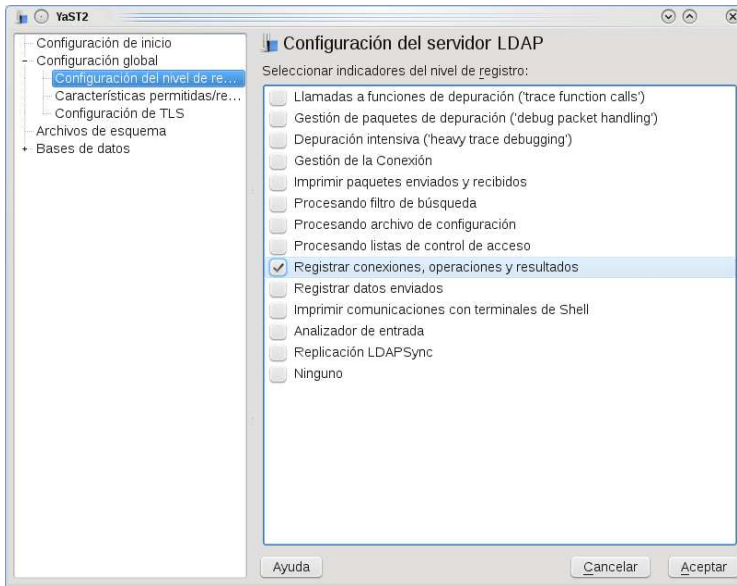 YaST2
Configuración de inicio
Configuración global
Configuración del nivel de re...
Características permitidas/re...
Configuración de TLS
Archivos de esquema
Bases de datos
Configuración del servidor LDAP
Seleccionar indicadores del nivel de registro:
Llamadas a funciones de depuración ('trace function calls')
Gestión de paquetes de depuración ('debug packet handling')
Depuración intensiva ('heavy trace debugging')
Gestión de la Conexión
Imprimir paquetes enviados y recibidos
Procesando filtro de búsqueda
Procesando archivo de configuración
Procesando listas de control de acceso
Registrar conexiones, operaciones y resultados
Registrar datos enviados
Imprimir comunicaciones con terminales de Shell
Analizador de entrada
Replicación LDAPSync
Ninguno
Ayuda
Cancelar
Aceptar